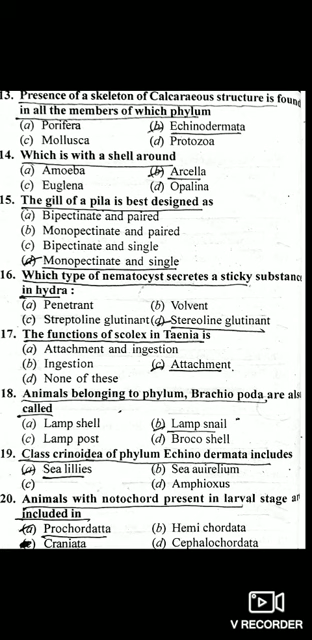 13. Presence of a skeleton of Calcaraeous structure is found
in all the members of which phylum
(a) Porifera (b) Echinodermata
(c) Mollusca (d) Protozoa
14. Which is with a shell around
(a) Amoeba (b) Arcella
(c) Euglena (d) Opalina
15. The gill of a pila is best designed as
(a) Bipectinate and paired
(b) Monopectinate and paired
(c) Bipectinate and single
(d) Monopectinate and single
16. Which type of nematocyst secretes a sticky substance
in hydra :
(a) Penetrant (b) Volvent
(c) Streptoline glutinant (d) Stereoline glutinant
17. The functions of scolex in Taenia is
(a) Attachment and ingestion
(b) Ingestion (c) Attachment
(d) None of these
18. Animals belonging to phylum, Brachio poda are als
called
(a) Lamp shell (b) Lamp snail
(c) Lamp post (d) Broco shell
19. Class crinoidea of phylum Echino dermata includes
(a) Sea lillies (b) Sea auirelium
(c) (d) Amphioxus
20. Animals with notochord present in larval stage ar
included in
(a) Prochordatta (b) Hemi chordata
Craniata (d) Cephalochordata
V RECORDER